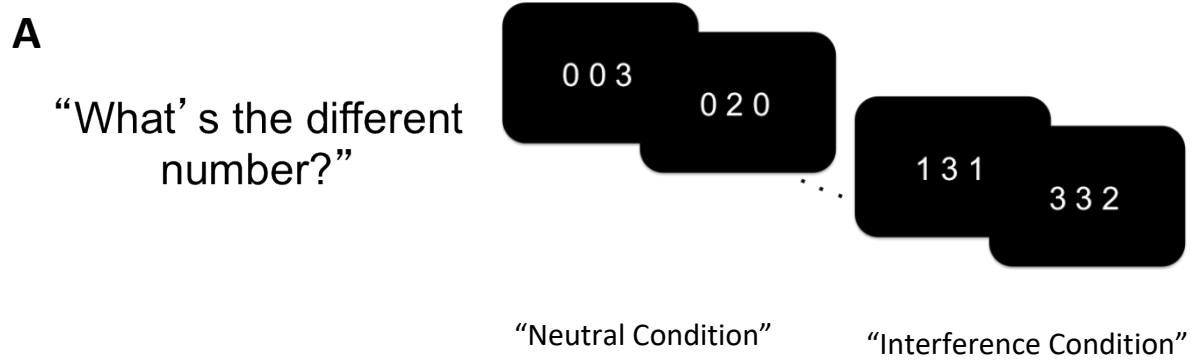 A
“What’ s the different
number?”
0 0 3
0 2 0
1 3 1
3 3 2
“Neutral Condition”
“Interference Condition”